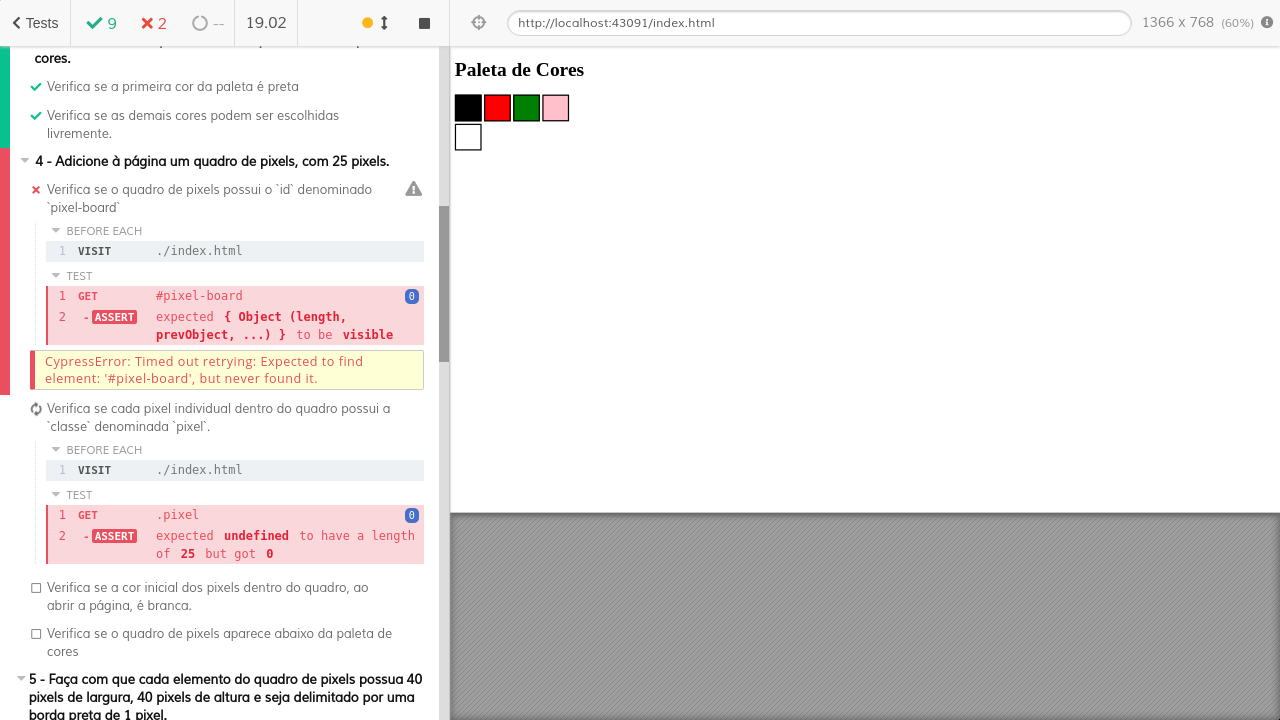 Tests
9
2
--
19.02
http://localhost:43091/index.html
1366 x 768 (60%)
cores.
Verifica se a primeira cor da paleta é preta
Verifica se as demais cores podem ser escolhidas
livremente.
4 - Adicione à página um quadro de pixels, com 25 pixels.
Verifica se o quadro de pixels possui o `id` denominado
`pixel-board`
BEFORE EACH
1 VISIT ./index.html
TEST
1 GET #pixel-board 0
2 -ASSERT expected { Object (length,
prevObject, ...) } to be visible
CypressError: Timed out retrying: Expected to find
element: '#pixel-board', but never found it.
Verifica se cada pixel individual dentro do quadro possui a
`classe` denominada `pixel`.
BEFORE EACH
1 VISIT ./index.html
TEST
1 GET .pixel 0
2 -ASSERT expected undefined to have a length
of 25 but got 0
Verifica se a cor inicial dos pixels dentro do quadro, ao
abrir a página, é branca.
Verifica se o quadro de pixels aparece abaixo da paleta de
cores
5 - Faça com que cada elemento do quadro de pixels possua 40
pixels de largura, 40 pixels de altura e seja delimitado por uma
borda preta de 1 pixel.
Paleta de Cores